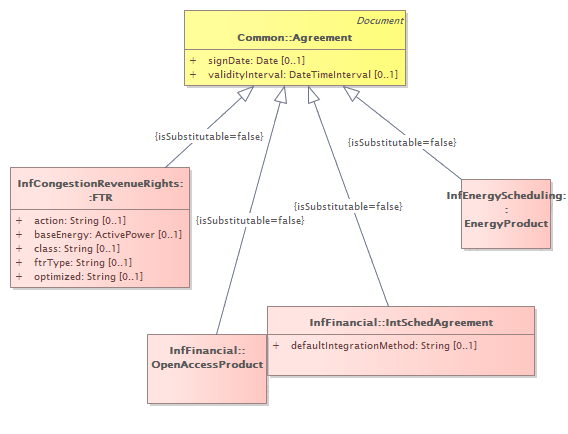 Document
Common::Agreement
+ signDate: Date [0..1]
+ validityInterval: DateTimeInterval [0..1]
{isSubstitutable=false}
{isSubstitutable=false}
InfCongestionRevenueRights:
:FTR
+ action: String [0..1]
+ baseEnergy: ActivePower [0..1]
+ class: String [0..1]
+ ftrType: String [0..1]
+ optimized: String [0..1]
InfEnergyScheduling:
:
EnergyProduct
{isSubstitutable=false}
{isSubstitutable=false}
InfFinancial::IntSchedAgreement
+ defaultIntegrationMethod: String [0..1]
InfFinancial::
OpenAccessProduct